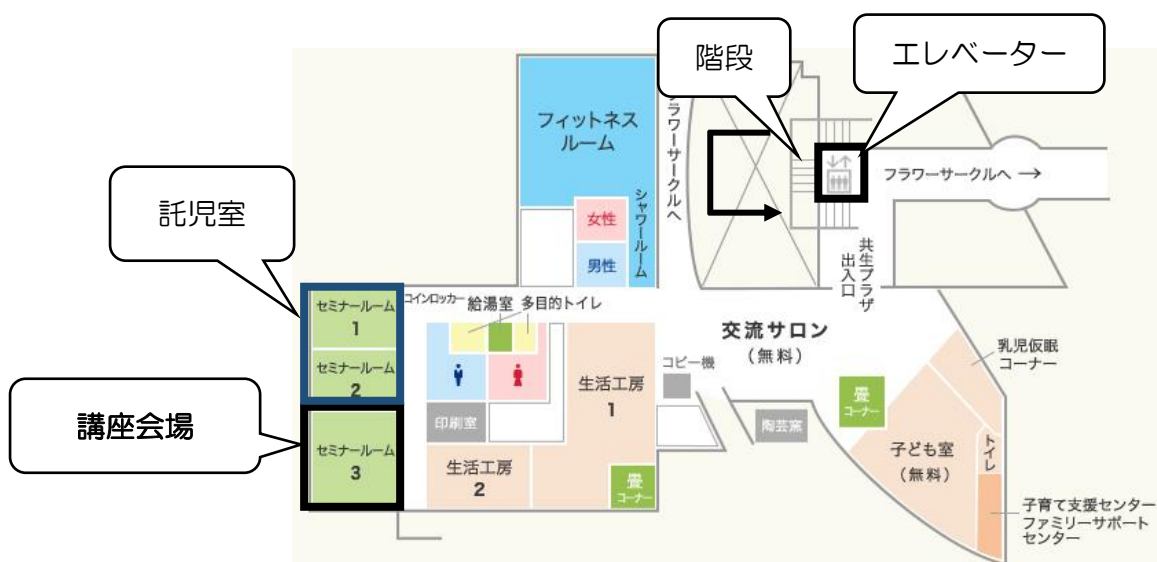 階段
エレベーター
フィットネス
ルーム
ラワーサークルへ
フラワーサークルへ →
託児室
シャワールーム
女性
男性
共生プラザ
出入口
セミナールーム
1
コインロッカー
給湯室
多目的トイレ
交流サロン
(無料)
乳児仮眠
コーナー
セミナールーム
2
コピー機
生活工房
1
畳
コーナー
講座会場
印刷室
陶芸窯
セミナールーム
3
子ども室
(無料)
トイレ
生活工房
2
畳
コーナー
子育て支援センター
ファミリーサポート
センター